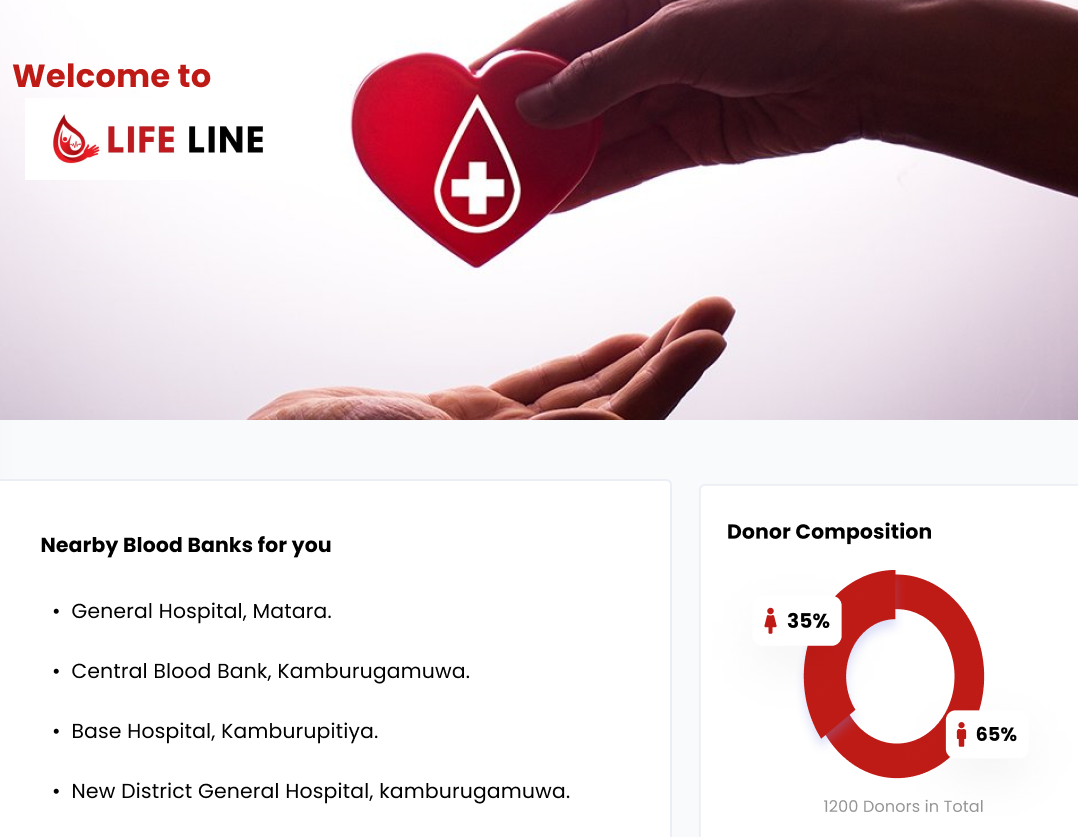 Welcome to
LIFE LINE
Nearby Blood Banks for you
• General Hospital, Matara.
• Central Blood Bank, Kamburugamuwa.
• Base Hospital, Kamburupitiya.
• New District General Hospital, kamburugamuwa.
Donor Composition
35%
65%
1200 Donors in Total